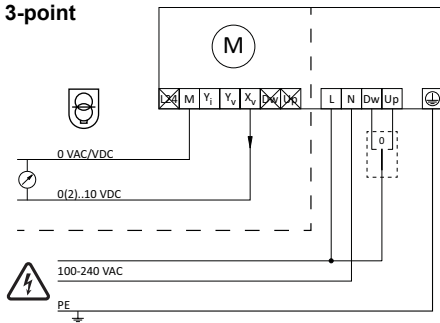 3-point
M
L24 M Yi Yv Xv Dw Up L N Dw Up
0
0 VAC/VDC
0(2)..10 VDC
100-240 VAC
PE